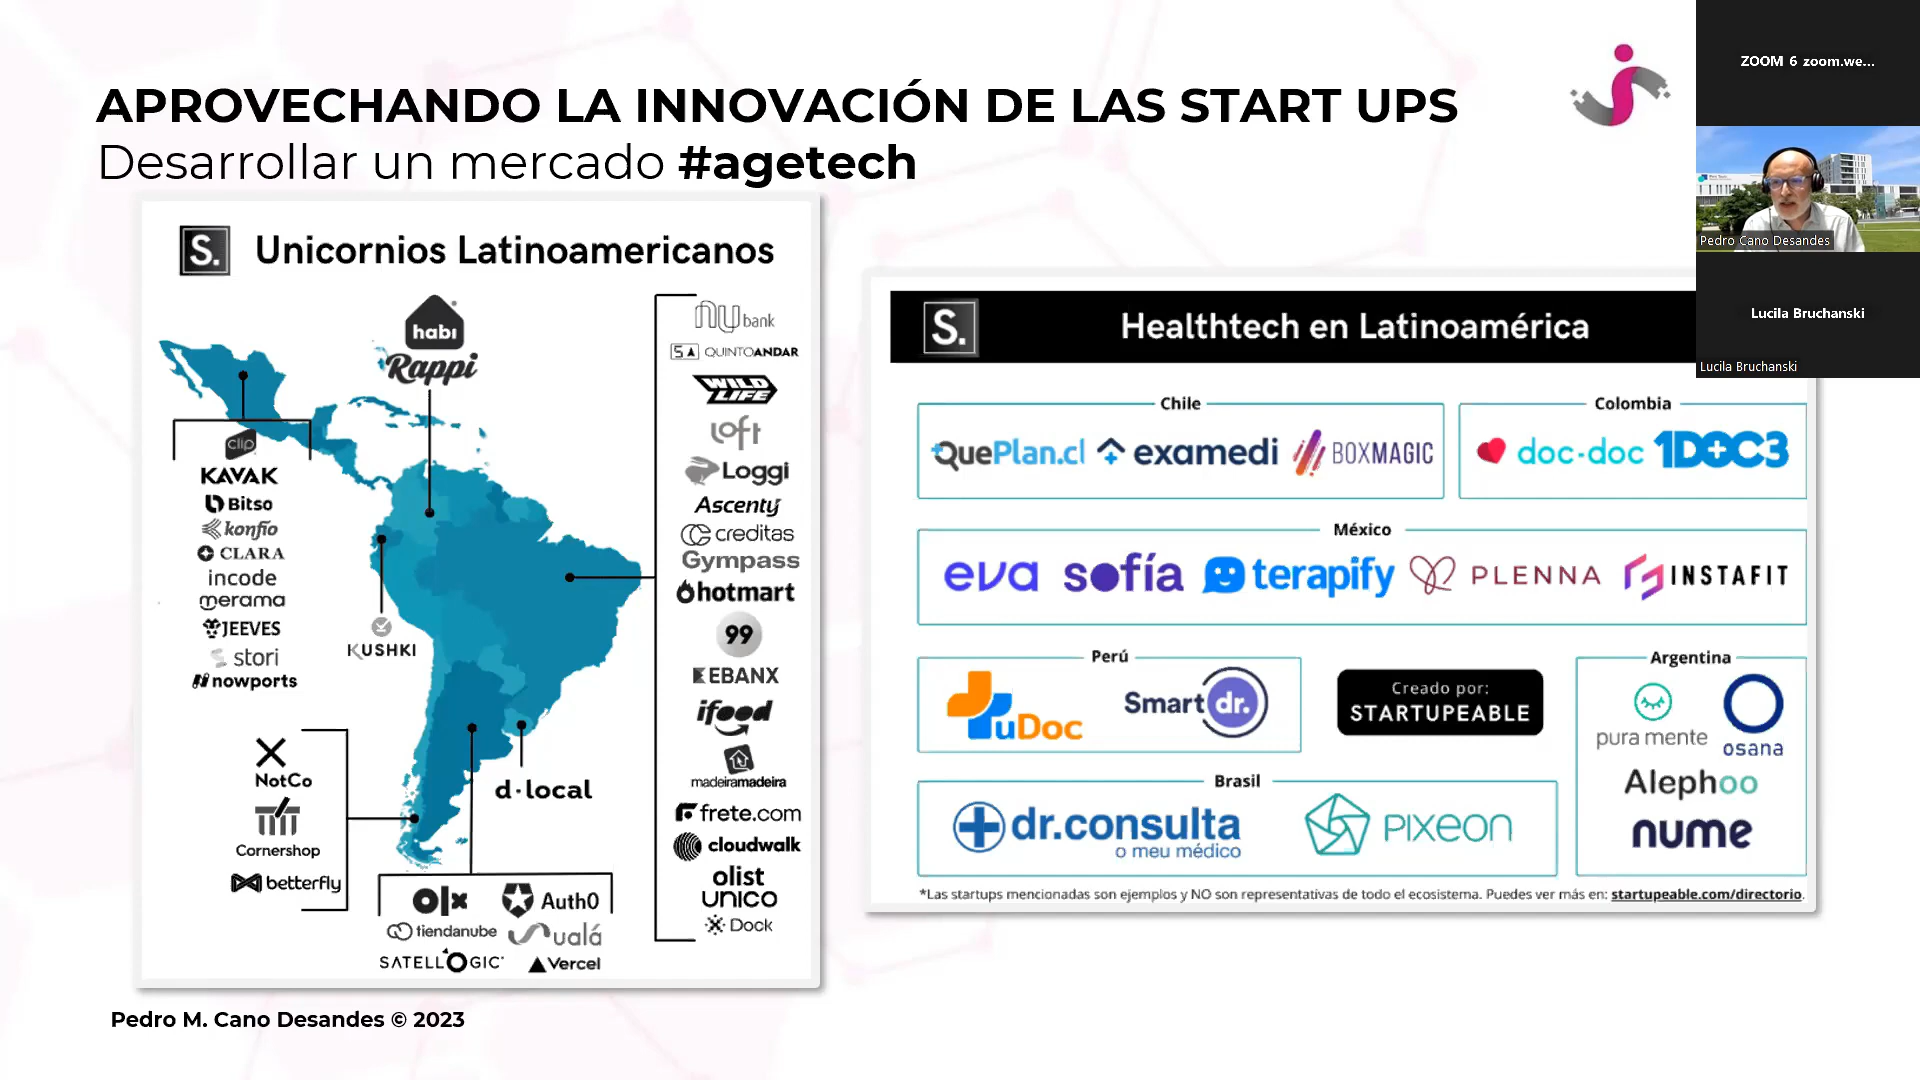 APROVECHANDO LA INNOVACIÓN DE LAS START UPS
Desarrollar un mercado #agetech
S. Unicornios Latinoamericanos
habi
Rappi
clip
KAVAK
Bitso
konfío
CLARA
incode
merama
JEEVES
stori
nowports
KUSHKI
NotCo
Cornershop
betterfly
d·local
olx
Auth0
tiendanube
ualá
SATELLOGIC
Vercel
nu bank
5A QUINTOANDAR
WILD LIFE
loft
Loggi
Ascenty
creditas
Gympass
hotmart
99
EBANX
ifood
madeiramadeira
frete.com
cloudwalk
olist
unico
Dock
S. Healthtech en Latinoamérica
Chile
QuePlan.cl examedi BOXMAGIC
Colombia
doc·doc 1DOC3
México
eva sofía terapify PLENNA INSTAFIT
Perú
TuDoc
Smart dr.
Creado por:
STARTUPEABLE
Argentina
pura mente
osana
Alephoo
nume
Brasil
dr.consulta
o meu médico
PIXEON
*Las startups mencionadas son ejemplos y NO son representativas de todo el ecosistema. Puedes ver más en: startupeable.com/directorio.
Pedro M. Cano Desandes © 2023
ZOOM 6 zoom.we...
Pedro Cano Desandes
Lucila Bruchanski
Lucila Bruchanski